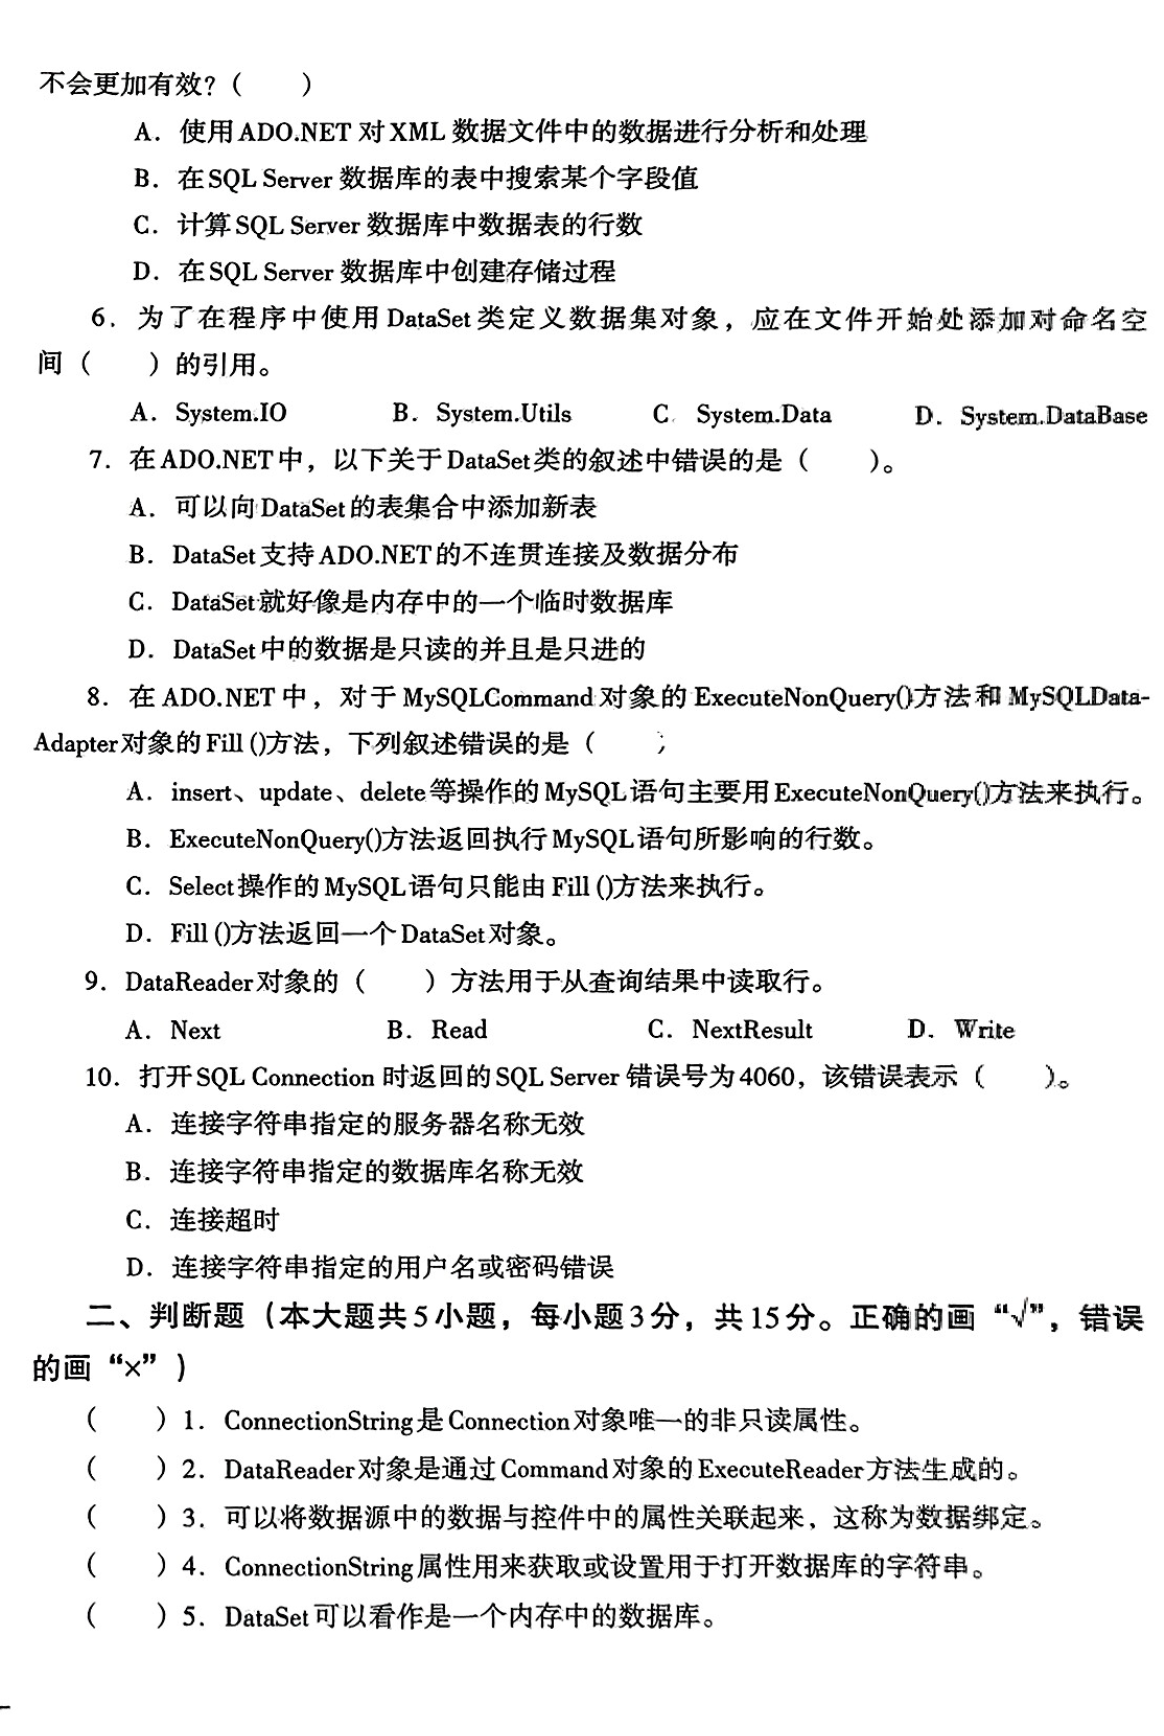 不会更加有效?（　　）
A．使用ADO.NET对XML数据文件中的数据进行分析和处理
B．在SQL Server 数据库的表中搜索某个字段值
C．计算SQL Server 数据库中数据表的行数
D．在SQL Server 数据库中创建存储过程
6．为了在程序中使用DataSet类定义数据集对象，应在文件开始处添加对命名空
间（　　）的引用。
A．System.IO　B．System.Utils　C．System.Data　D．System.DataBase
7．在ADO.NET中，以下关于DataSet类的叙述中错误的是（　　）。
A．可以向DataSet的表集合中添加新表
B．DataSet支持ADO.NET的不连贯连接及数据分布
C．DataSet就好像是内存中的一个临时数据库
D．DataSet中的数据是只读的并且是只进的
8．在ADO.NET中，对于MySQLCommand对象的ExecuteNonQuery()方法和MySQLData-
Adapter对象的Fill ()方法，下列叙述错误的是（　　;
A．insert、update、delete等操作的MySQL语句主要用ExecuteNonQuery()方法来执行。
B．ExecuteNonQuery()方法返回执行MySQL语句所影响的行数。
C．Select操作的MySQL语句只能由Fill ()方法来执行。
D．Fill ()方法返回一个DataSet对象。
9．DataReader对象的（　　）方法用于从查询结果中读取行。
A．Next　B．Read　C．NextResult　D．Write
10．打开SQL Connection 时返回的SQL Server 错误号为4060，该错误表示（　　）。
A．连接字符串指定的服务器名称无效
B．连接字符串指定的数据库名称无效
C．连接超时
D．连接字符串指定的用户名或密码错误
二、判断题（本大题共5小题，每小题3分，共15分。正确的画“√”，错误
的画“×”）
（　　）1．ConnectionString是Connection对象唯一的非只读属性。
（　　）2．DataReader对象是通过Command对象的ExecuteReader方法生成的。
（　　）3．可以将数据源中的数据与控件中的属性关联起来，这称为数据绑定。
（　　）4．ConnectionString属性用来获取或设置用于打开数据库的字符串。
（　　）5．DataSet可以看作是一个内存中的数据库。